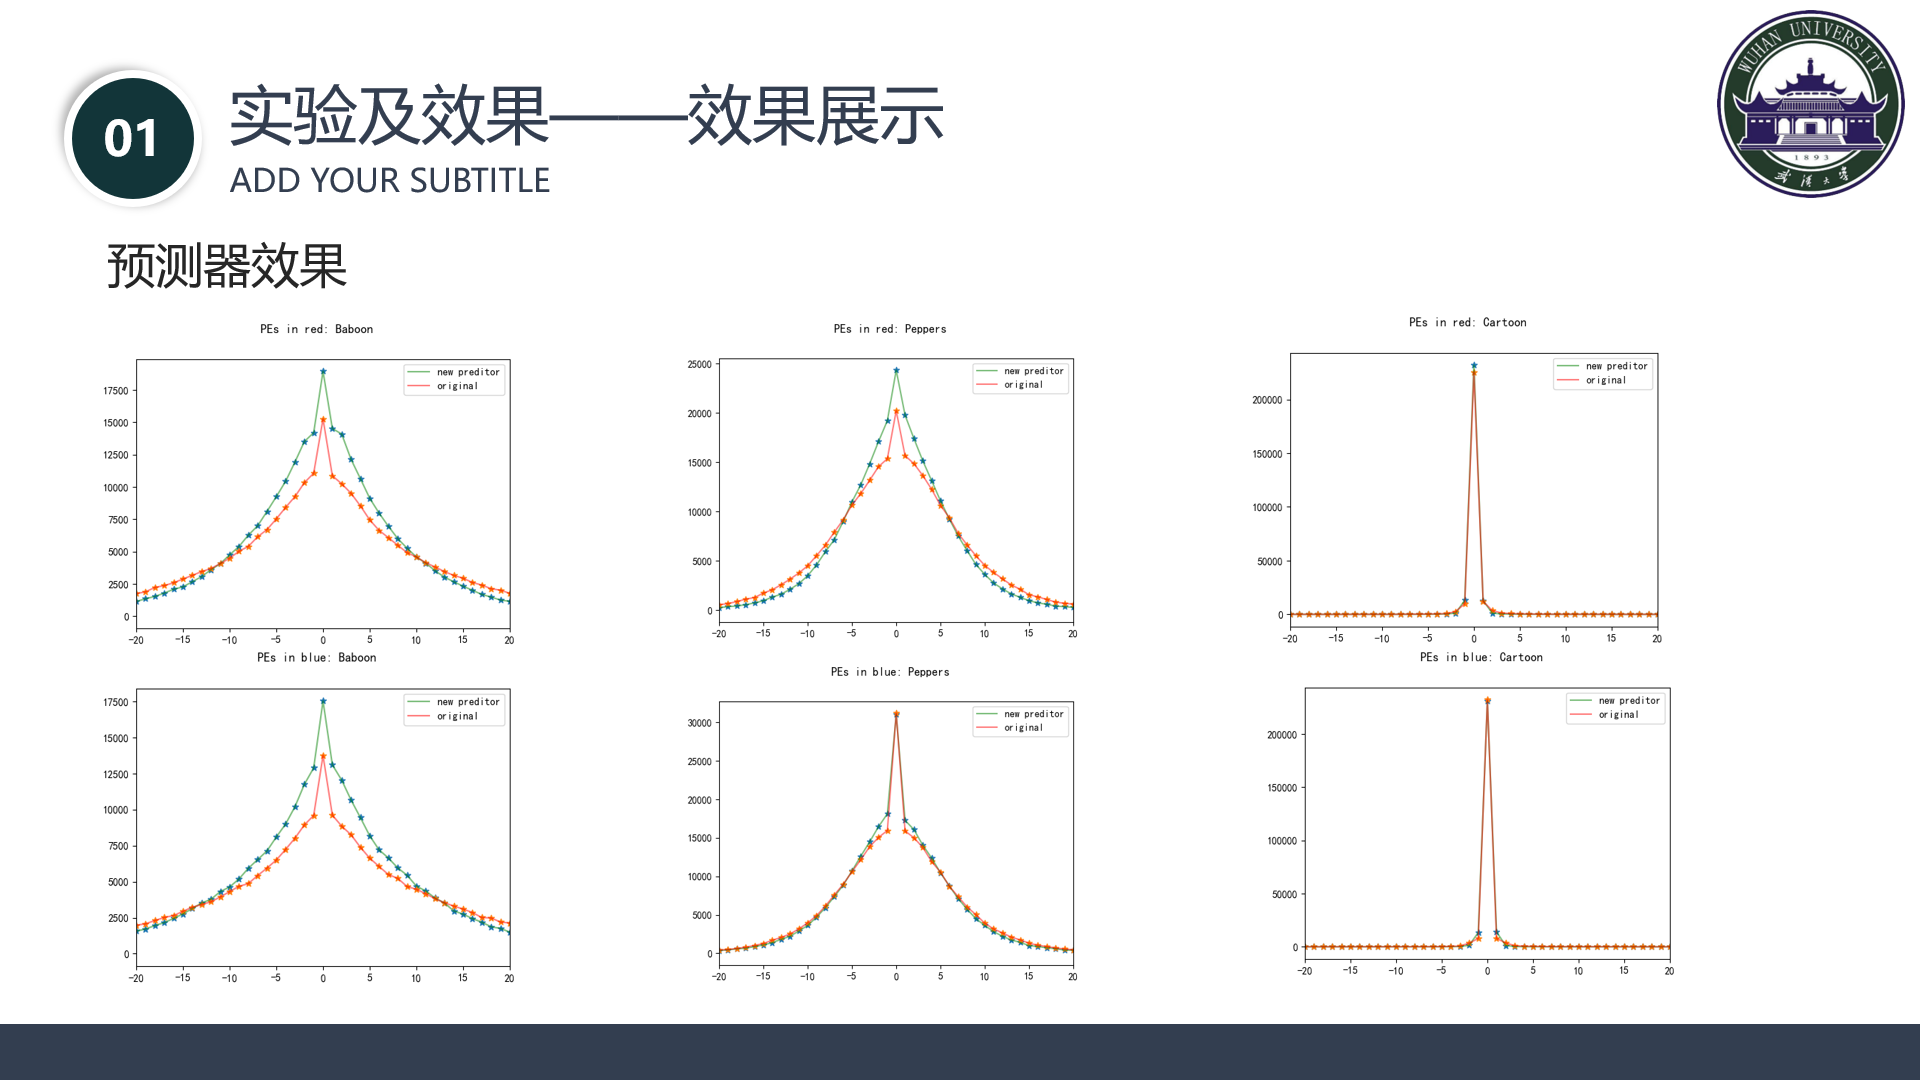 01
实验及效果——效果展示
ADD YOUR SUBTITLE
WUHAN UNIVERSITY
1893
武汉大学
预测器效果
PEs in red: Baboon
new preditor
original
17500
15000
12500
10000
7500
5000
2500
0
−20 −15 −10 −5 0 5 10 15 20
PEs in red: Peppers
new preditor
original
25000
20000
15000
10000
5000
0
−20 −15 −10 −5 0 5 10 15 20
PEs in red: Cartoon
new preditor
original
200000
150000
100000
50000
0
−20 −15 −10 −5 0 5 10 15 20
PEs in blue: Baboon
new preditor
original
17500
15000
12500
10000
7500
5000
2500
0
−20 −15 −10 −5 0 5 10 15 20
PEs in blue: Peppers
new preditor
original
30000
25000
20000
15000
10000
5000
0
−20 −15 −10 −5 0 5 10 15 20
PEs in blue: Cartoon
new preditor
original
200000
150000
100000
50000
0
−20 −15 −10 −5 0 5 10 15 20